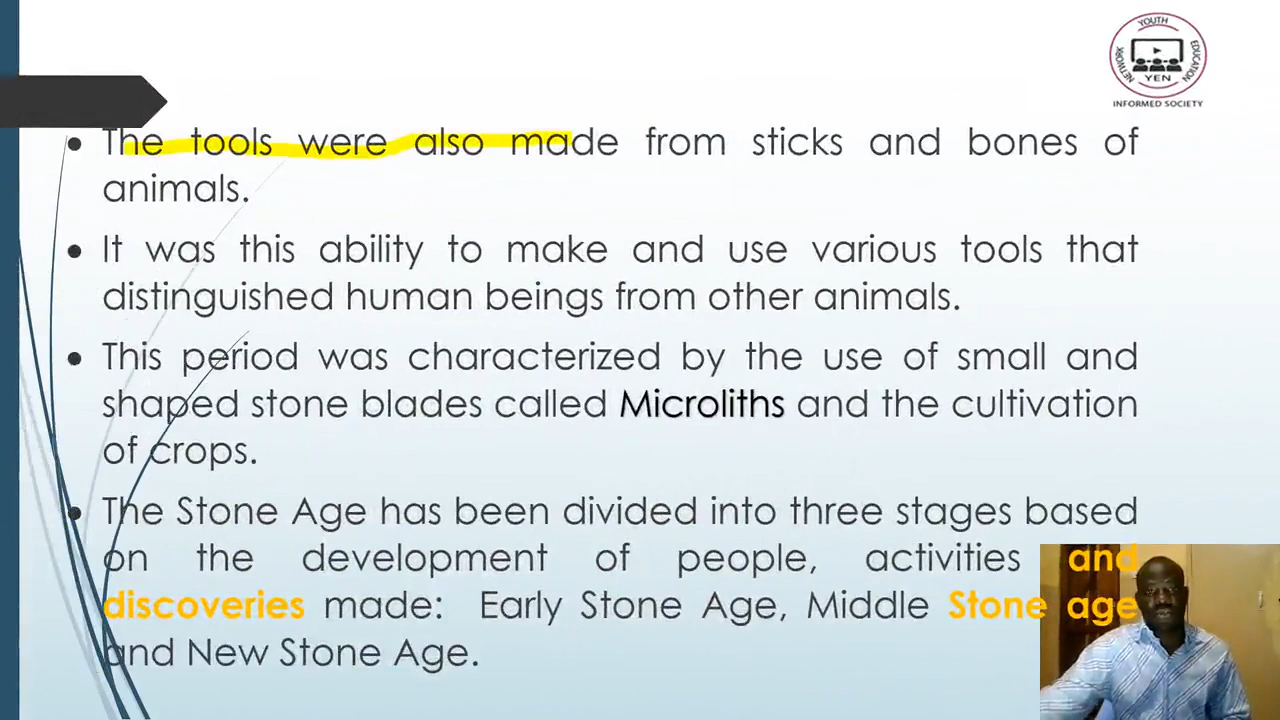 YOUTH
EDUCATION
NETWORK
YEN
INFORMED SOCIETY
• The tools were also made from sticks and bones of
animals.
• It was this ability to make and use various tools that
distinguished human beings from other animals.
• This period was characterized by the use of small and
shaped stone blades called Microliths and the cultivation
of crops.
• The Stone Age has been divided into three stages based
on the development of people, activities and
discoveries made: Early Stone Age, Middle Stone age
and New Stone Age.